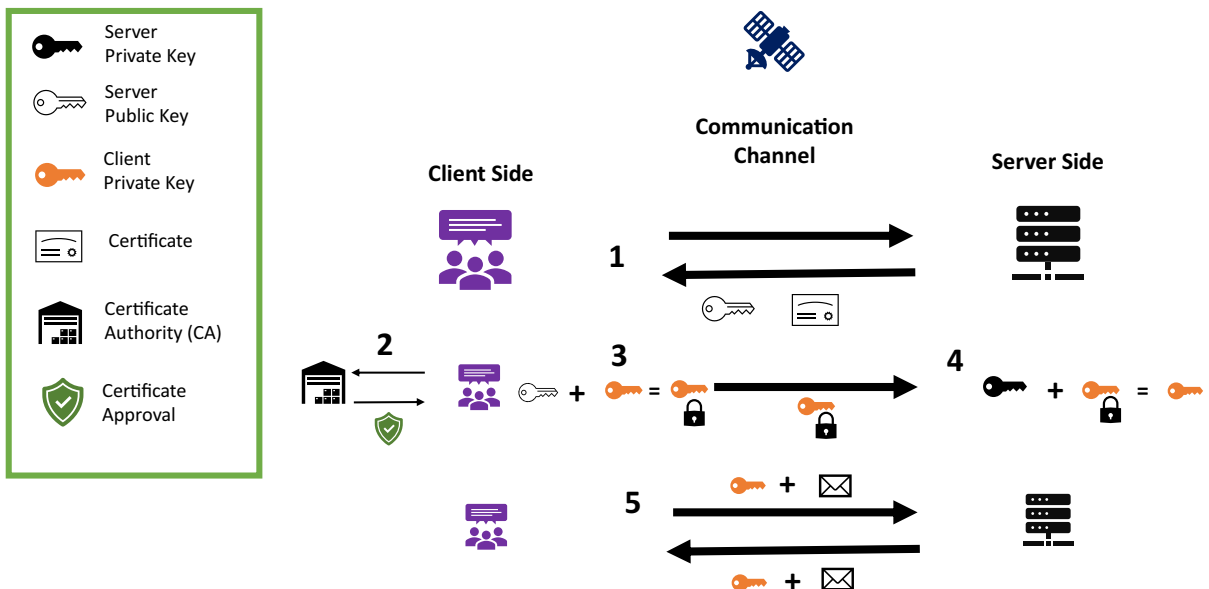 Server
Private Key
Server
Public Key
Client
Private Key
Certificate
Certificate
Authority (CA)
Certificate
Approval
Communication
Channel
Client Side
Server Side
1
2
3
4
+
=
+
=
5
+
+